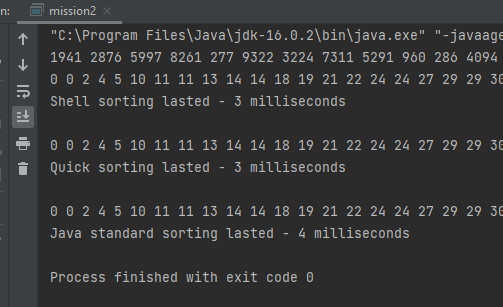 n: mission2 ×
"C:\Program Files\Java\jdk-16.0.2\bin\java.exe" "-javaage
1941 2876 5997 8261 277 9322 3224 7311 5291 960 286 4094
0 0 2 4 5 10 11 11 13 14 14 18 19 21 22 24 24 27 29 29 30
Shell sorting lasted - 3 milliseconds
0 0 2 4 5 10 11 11 13 14 14 18 19 21 22 24 24 27 29 29 30
Quick sorting lasted - 3 milliseconds
0 0 2 4 5 10 11 11 13 14 14 18 19 21 22 24 24 27 29 29 30
Java standard sorting lasted - 4 milliseconds
Process finished with exit code 0